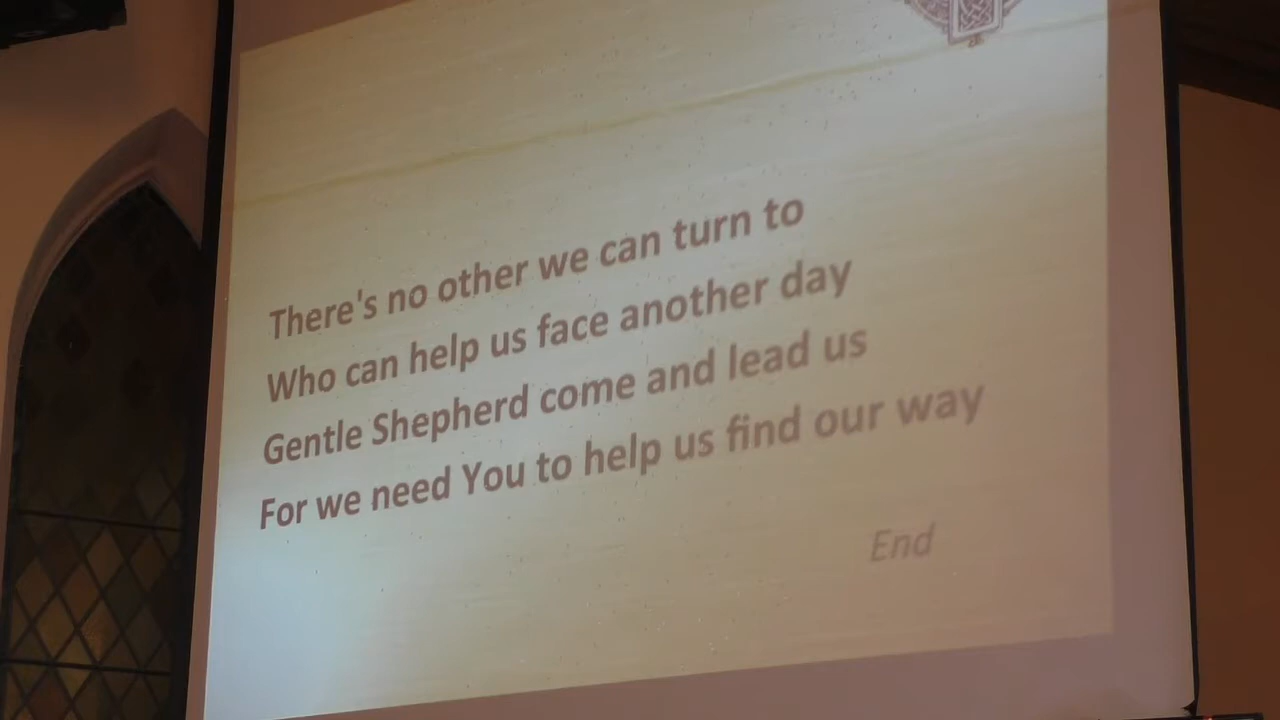 There's no other we can turn to
Who can help us face another day
Gentle Shepherd come and lead us
For we need You to help us find our way
End